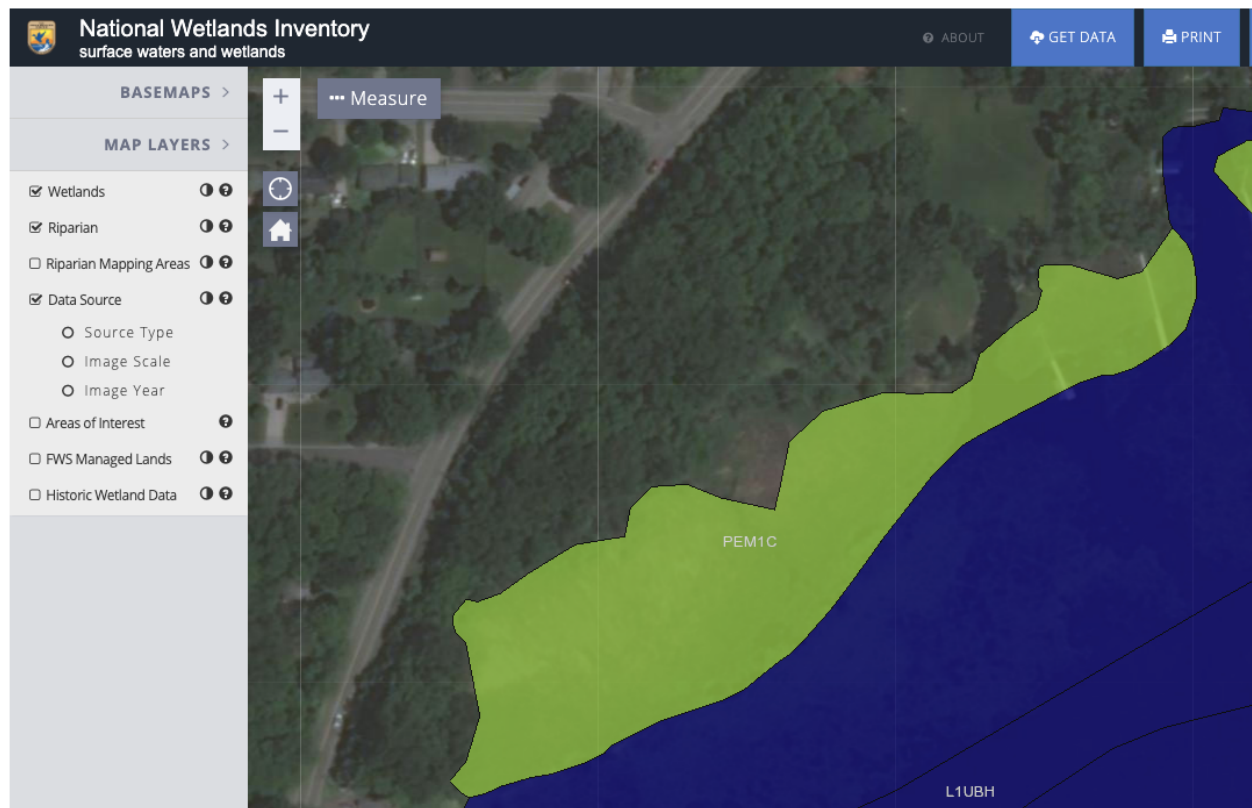 National Wetlands Inventory
surface waters and wetlands
ABOUT
GET DATA
PRINT
BASEMAPS >
MAP LAYERS >
Measure
Wetlands
Riparian
Riparian Mapping Areas
Data Source
Source Type
Image Scale
Image Year
Areas of Interest
FWS Managed Lands
Historic Wetland Data
PEM1C
L1UBH